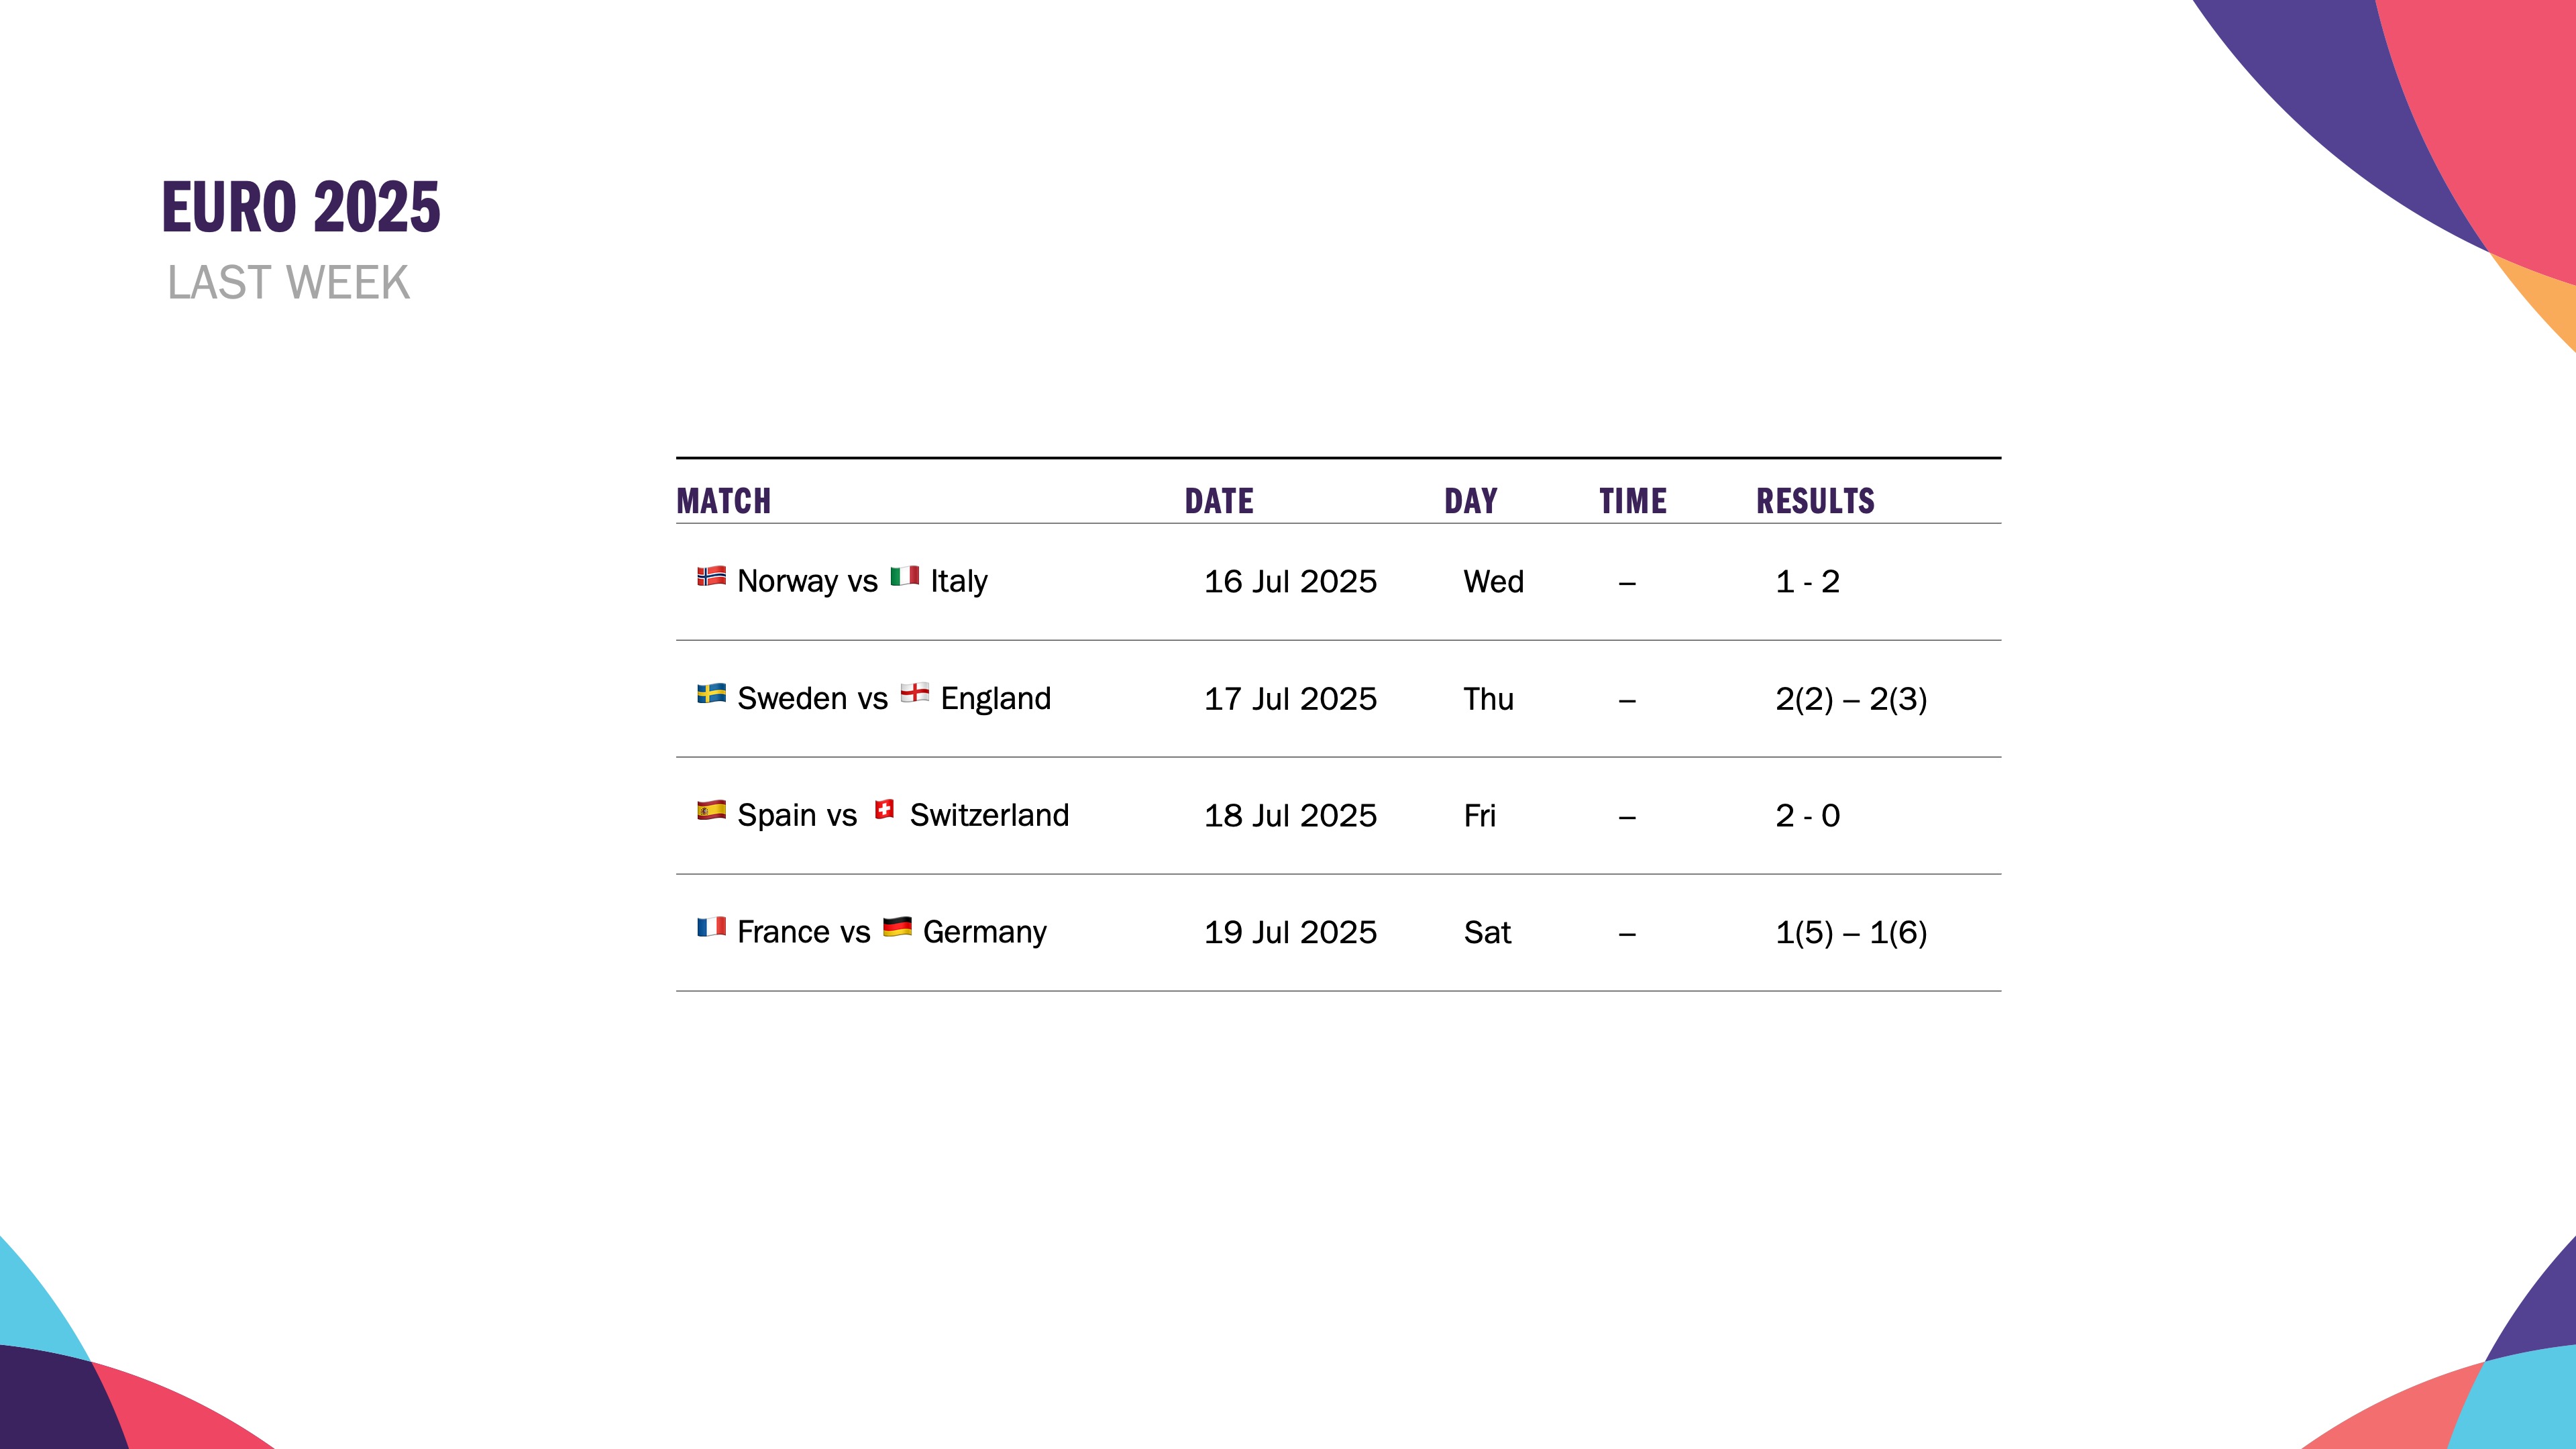 EURO 2025
LAST WEEK
MATCH DATE DAY TIME RESULTS
🇳🇴 Norway vs 🇮🇹 Italy 16 Jul 2025 Wed – 1 - 2
🇸🇪 Sweden vs 🏴󠁧󠁢󠁥󠁮󠁧󠁿 England 17 Jul 2025 Thu – 2(2) – 2(3)
🇪🇸 Spain vs 🇨🇭 Switzerland 18 Jul 2025 Fri – 2 - 0
🇫🇷 France vs 🇩🇪 Germany 19 Jul 2025 Sat – 1(5) – 1(6)